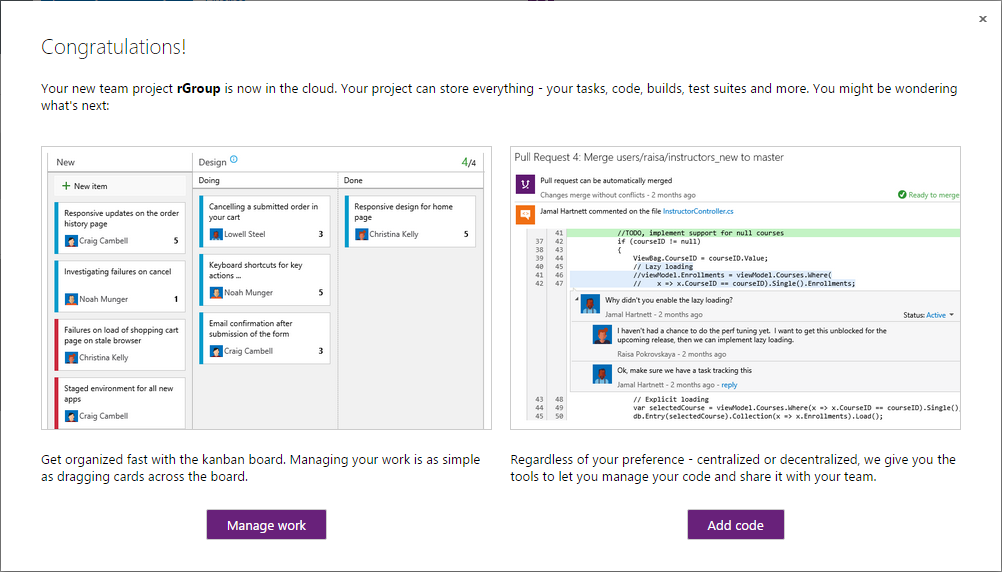 Congratulations!
Your new team project rGroup is now in the cloud. Your project can store everything - your tasks, code, builds, test suites and more. You might be wondering
what's next:
New
Design
4/4
Doing
Done
+ New item
Responsive updates on the order
history page
Craig Cambell 5
Investigating failures on cancel
Noah Munger 1
Failures on load of shopping cart
page on stale browser
Christina Kelly
Staged environment for all new
apps
Craig Cambell
Cancelling a submitted order in
your cart
Lowell Steel 3
Keyboard shortcuts for key
actions ...
Noah Munger 5
Email confirmation after
submission of the form
Craig Cambell 3
Responsive design for home
page
Christina Kelly 5
Get organized fast with the kanban board. Managing your work is as simple
as dragging cards across the board.
Manage work
Pull Request 4: Merge users/raisa/instructors_new to master
Pull request can be automatically merged
Changes merge without conflicts - 2 months ago
Ready to merge
Jamal Hartnett commented on the file InstructorController.cs
41 //TODO, implement support for null courses
37 42 if (courseID != null)
38 43 {
39 44 ViewBag.CourseID = courseID.Value;
40 45 // Lazy loading
41 46 //viewModel.Enrollments = viewModel.Courses.Where(
42 47 // x => x.CourseID == courseID).Single().Enrollments;
Why didn't you enable the lazy loading?
Jamal Hartnett - 2 months ago
Status: Active
I haven't had a chance to do the perf tuning yet. I want to get this unblocked for the
upcoming release, then we can implement lazy loading.
Raisa Pokrovskaya - 2 months ago
Ok, make sure we have a task tracking this
Jamal Hartnett - 2 months ago - reply
43 48 // Explicit loading
44 49 var selectedCourse = viewModel.Courses.Where(x => x.CourseID == courseID).Single()
45 50 db.Entry(selectedCourse).Collection(x => x.Enrollments).Load();
Regardless of your preference - centralized or decentralized, we give you the
tools to let you manage your code and share it with your team.
Add code